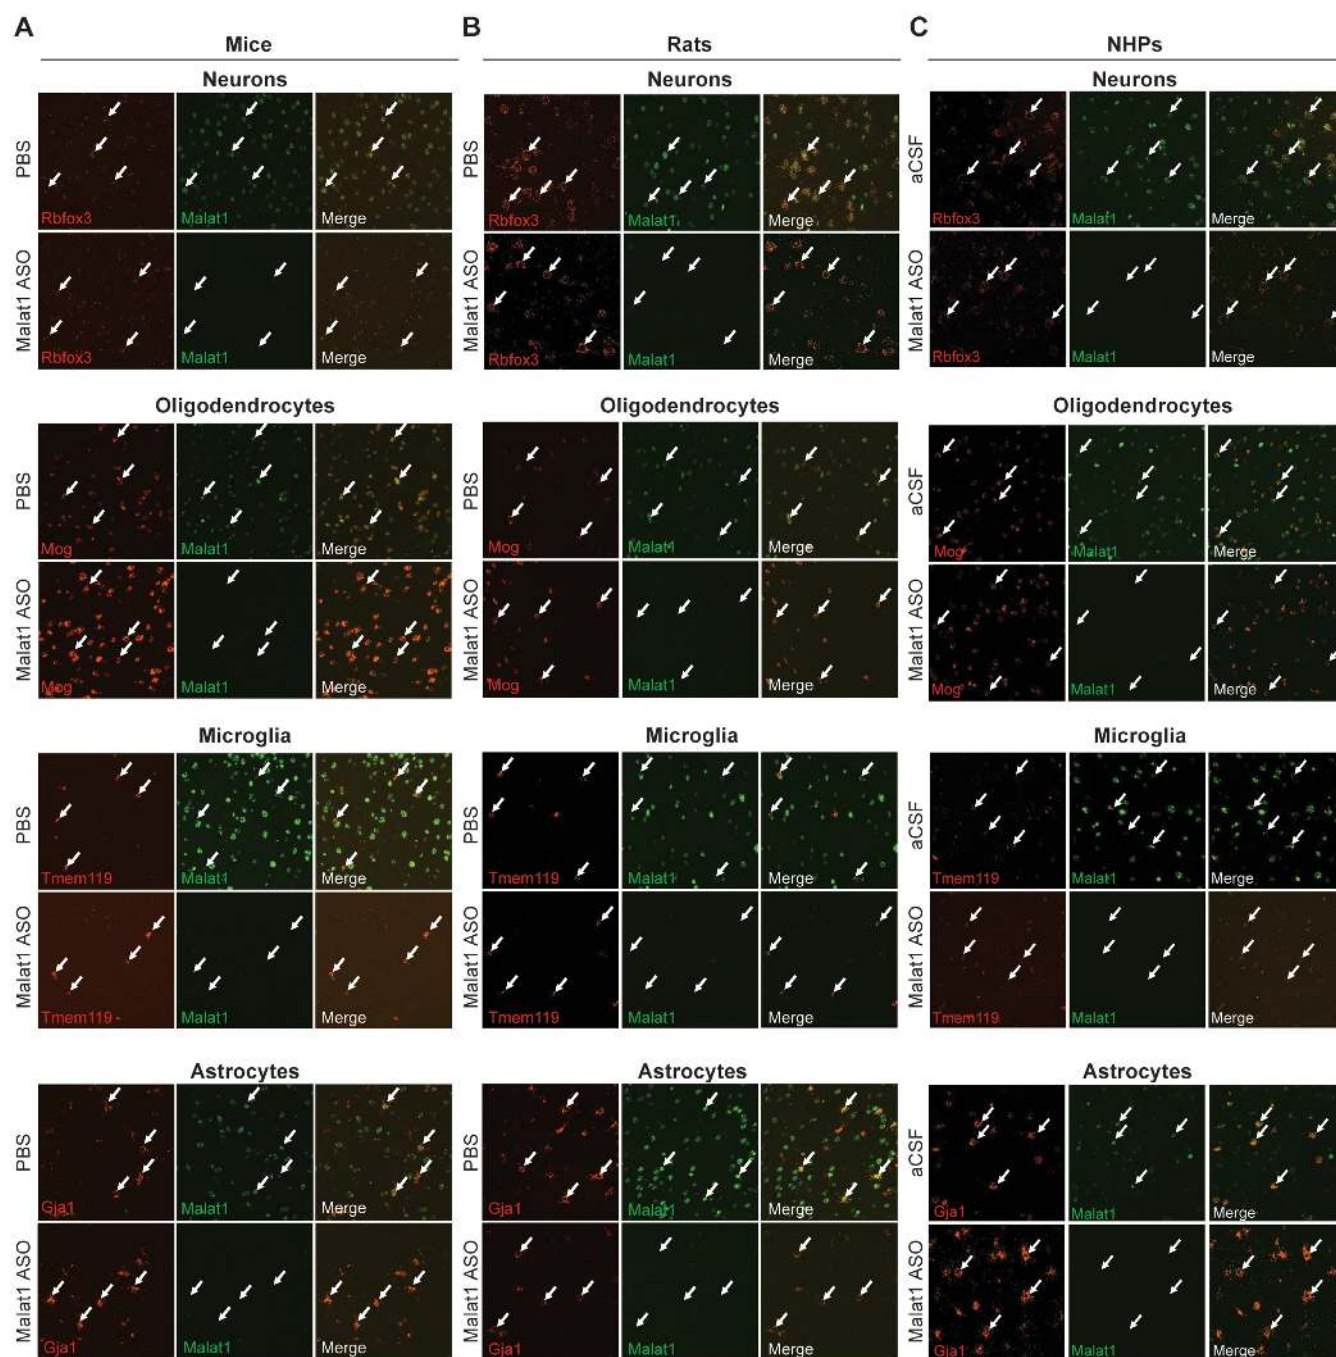 A B C
Mice Rats NHPs
Neurons Neurons Neurons
PBS Rbfox3 Malat1 Merge PBS Rbfox3 Malat1 Merge aCSF Rbfox3 Malat1 Merge
Malat1 ASO Rbfox3 Malat1 Merge Malat1 ASO Rbfox3 Malat1 Merge Malat1 ASO Rbfox3 Malat1 Merge
Oligodendrocytes Oligodendrocytes Oligodendrocytes
PBS Mog Malat1 Merge PBS Mog Malat1 Merge aCSF Mog Malat1 Merge
Malat1 ASO Mog Malat1 Merge Malat1 ASO Mog Malat1 Merge Malat1 ASO Mog Malat1 Merge
Microglia Microglia Microglia
PBS Tmem119 Malat1 Merge PBS Tmem119 Malat1 Merge aCSF Tmem119 Malat1 Merge
Malat1 ASO Tmem119 Malat1 Merge Malat1 ASO Tmem119 Malat1 Merge Malat1 ASO Tmem119 Malat1 Merge
Astrocytes Astrocytes Astrocytes
PBS Gja1 Malat1 Merge PBS Gja1 Malat1 Merge aCSF Gja1 Malat1 Merge
Malat1 ASO Gja1 Malat1 Merge Malat1 ASO Gja1 Malat1 Merge Malat1 ASO Gja1 Malat1 Merge